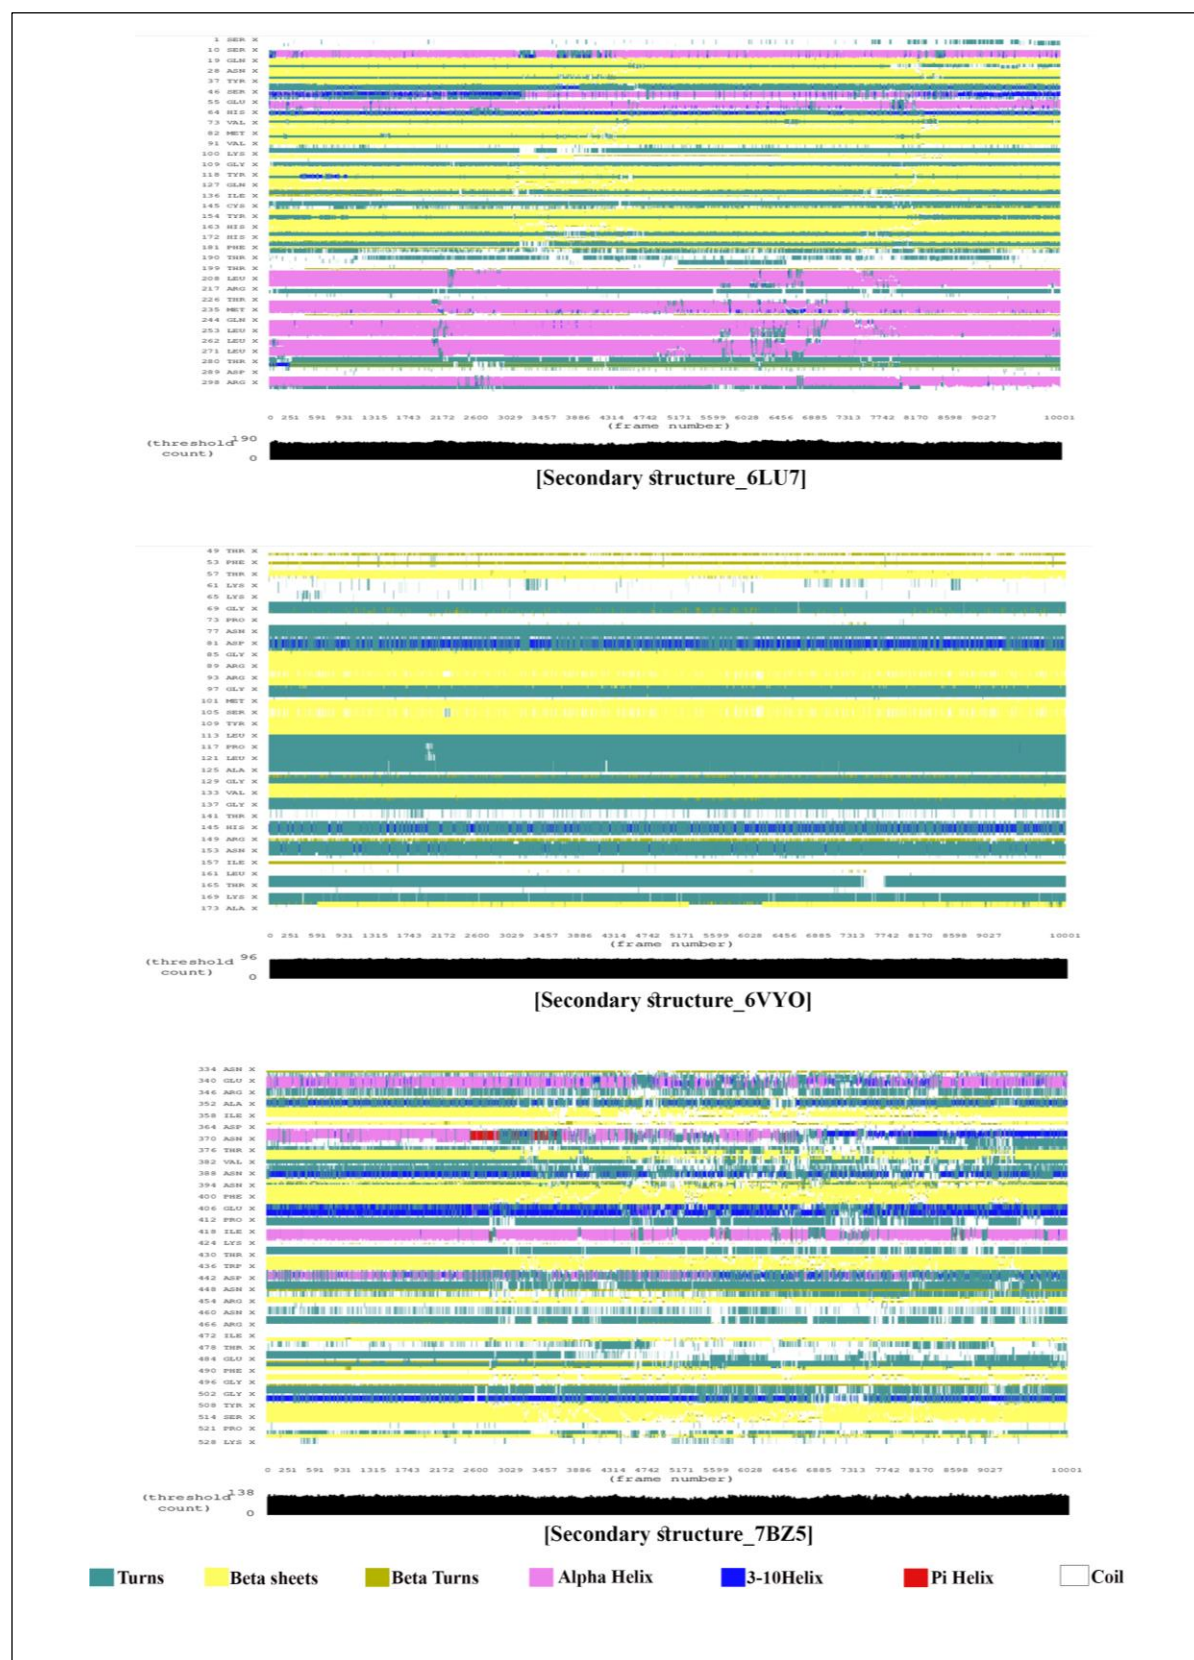 1 SER X
10 SER X
19 GLN X
28 ASN X
37 TYR X
46 SER X
55 GLU X
64 HIS X
73 VAL X
82 MET X
91 VAL X
100 LYS X
109 GLY X
118 TYR X
127 GLN X
136 ILE X
145 CYS X
154 TYR X
163 HIS X
172 HIS X
181 PHE X
190 THR X
199 THR X
208 LEU X
217 ARG X
226 THR X
235 MET X
244 GLN X
253 LEU X
262 LEU X
271 LEU X
280 THR X
289 ASP X
298 ARG X
0 251 591 931 1315 1743 2172 2600 3029 3457 3886 4314 4742 5171 5599 6028 6456 6885 7313 7742 8170 8598 9027 10001
(frame number)
(threshold 190
count) 0
[Secondary structure_6LU7]
49 THR X
53 PHE X
57 THR X
61 LYS X
65 LYS X
69 GLY X
73 PRO X
77 ASN X
81 ASP X
85 GLY X
89 ARG X
93 ARG X
97 GLY X
101 MET X
105 SER X
109 TYR X
113 LEU X
117 PRO X
121 LEU X
125 ALA X
129 GLY X
133 VAL X
137 GLY X
141 THR X
145 HIS X
149 ARG X
153 ASN X
157 ILE X
161 LEU X
165 THR X
169 LYS X
173 ALA X
0 251 591 931 1315 1743 2172 2600 3029 3457 3886 4314 4742 5171 5599 6028 6456 6885 7313 7742 8170 8598 9027 10001
(frame number)
(threshold 96
count) 0
[Secondary structure_6VYO]
334 ASN X
340 GLU X
346 ARG X
352 ALA X
358 ILE X
364 ASP X
370 ASN X
376 THR X
382 VAL X
388 ASN X
394 ASN X
400 PHE X
406 GLU X
412 PRO X
418 ILE X
424 LYS X
430 THR X
436 TRP X
442 ASP X
448 ASN X
454 ARG X
460 ASN X
466 ARG X
472 ILE X
478 THR X
484 GLU X
490 PHE X
496 GLY X
502 GLY X
508 TYR X
514 SER X
521 PRO X
528 LYS X
0 251 591 931 1315 1743 2172 2600 3029 3457 3886 4314 4742 5171 5599 6028 6456 6885 7313 7742 8170 8598 9027 10001
(frame number)
(threshold 138
count) 0
[Secondary structure_7BZ5]
Turns Beta sheets Beta Turns Alpha Helix 3-10Helix Pi Helix Coil